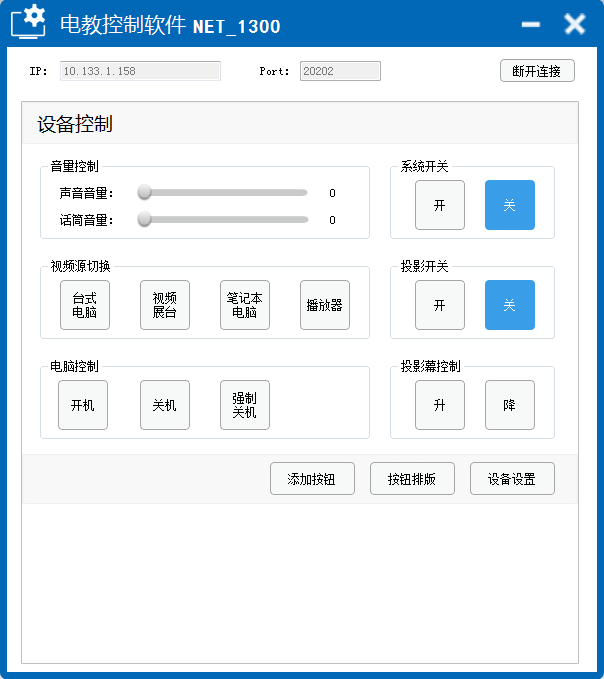 电教控制软件 NET_1300
IP: 10.133.1.158 Port: 20202 断开连接
设备控制
音量控制
声音音量: 0
话筒音量: 0
系统开关
开 关
视频源切换
台式
电脑
视频
展台
笔记本
电脑
播放器
投影开关
开 关
电脑控制
开机
关机
强制
关机
投影幕控制
升 降
添加按钮 按钮排版 设备设置